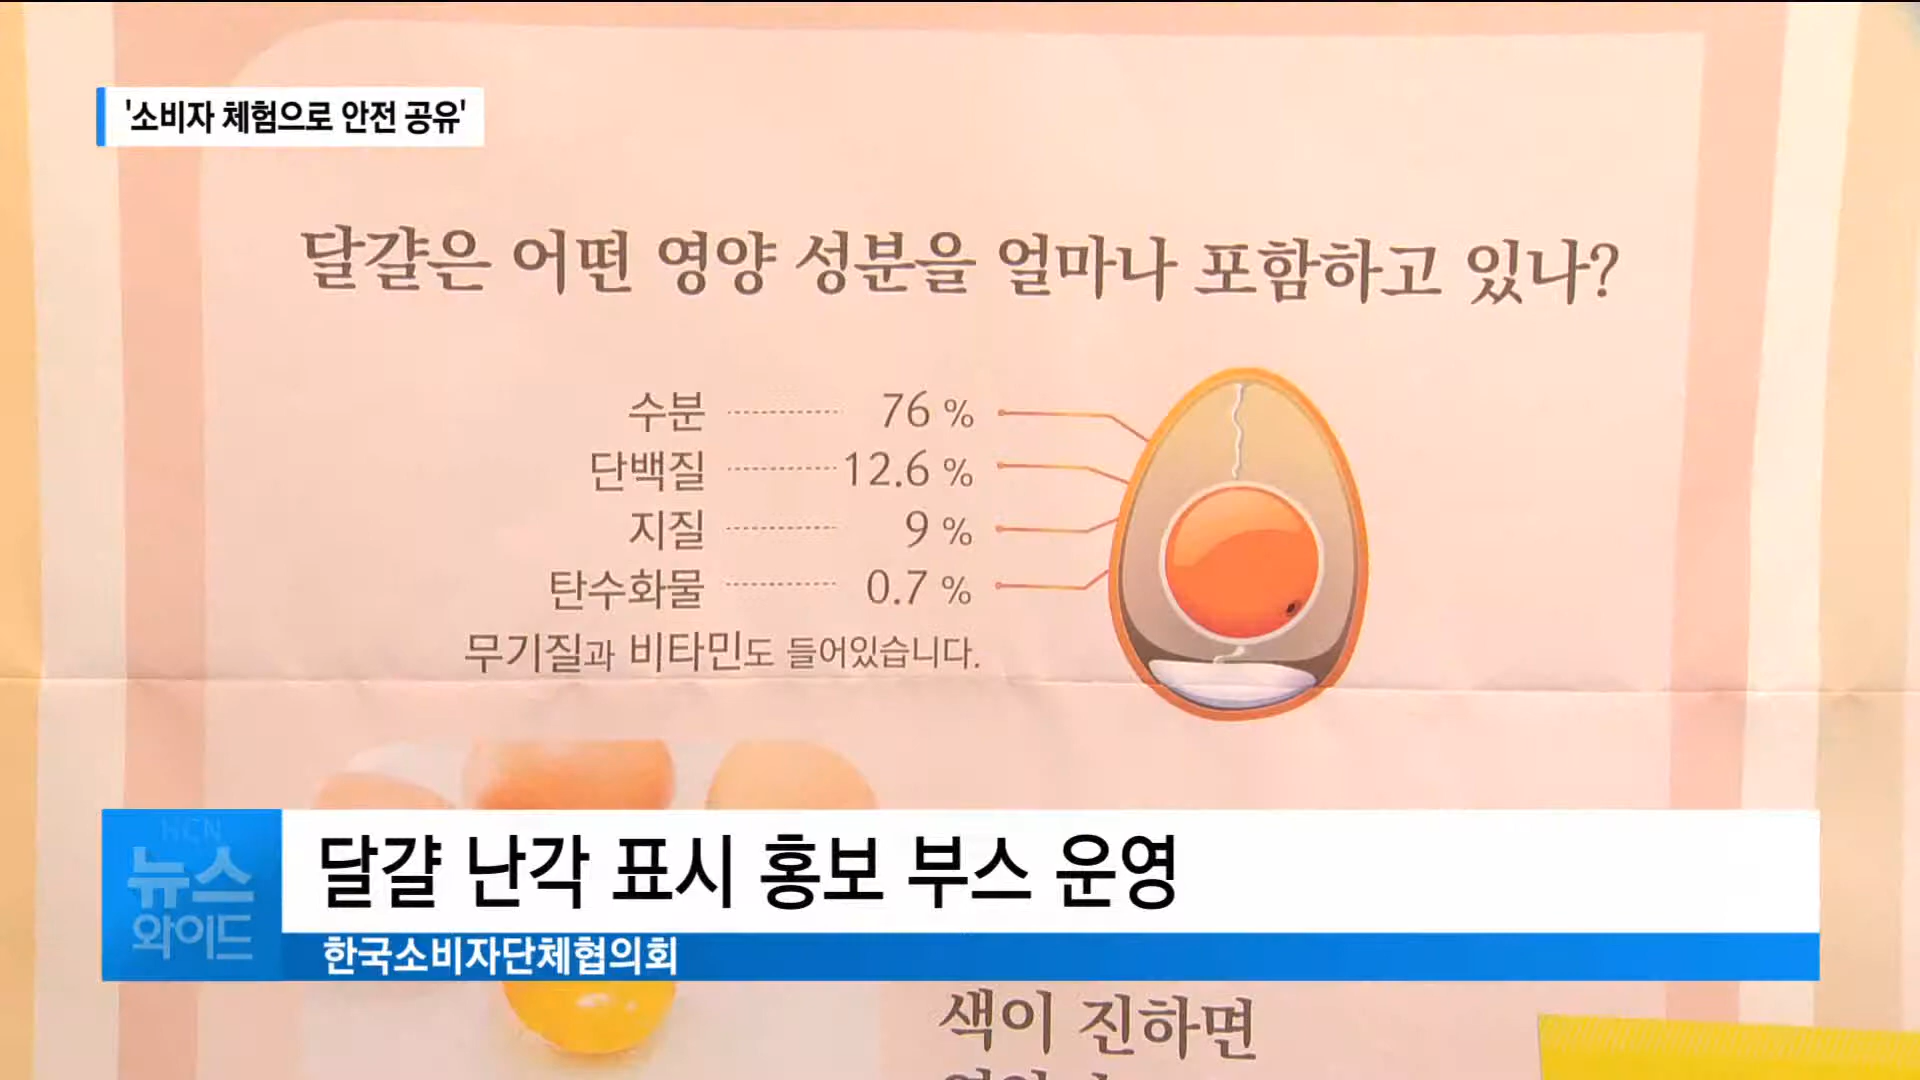 '소비자 체험으로 안전 공유'
달걀은 어떤 영양 성분을 얼마나 포함하고 있나?
수분 76 %
단백질 12.6 %
지질 9 %
탄수화물 0.7 %
무기질과 비타민도 들어있습니다.
HCN
뉴스
와이드
달걀 난각 표시 홍보 부스 운영
한국소비자단체협의회
색이 진하면